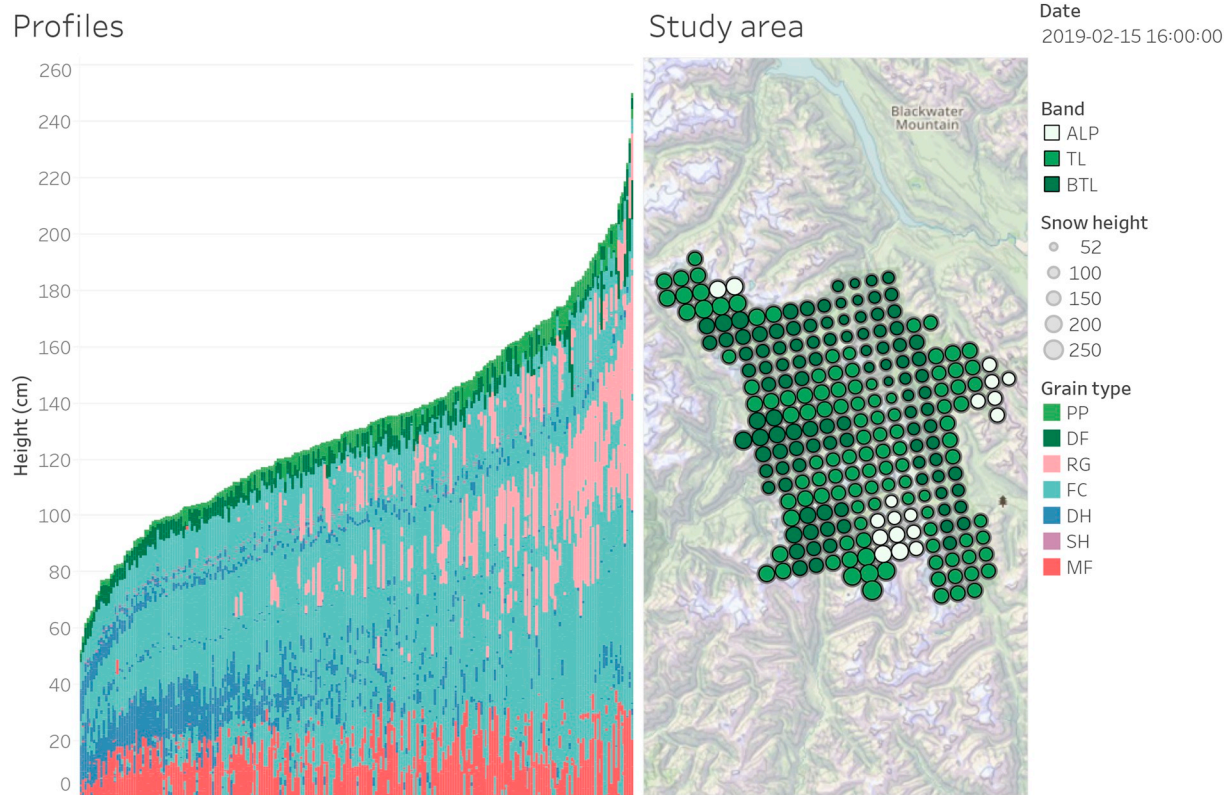 Profiles
260
240
220
200
180
160
140
120
100
80
60
40
20
0
Height (cm)
Study area
Blackwater
Mountain
Date
2019-02-15 16:00:00
Band
ALP
TL
BTL
Snow height
52
100
150
200
250
Grain type
PP
DF
RG
FC
DH
SH
MF